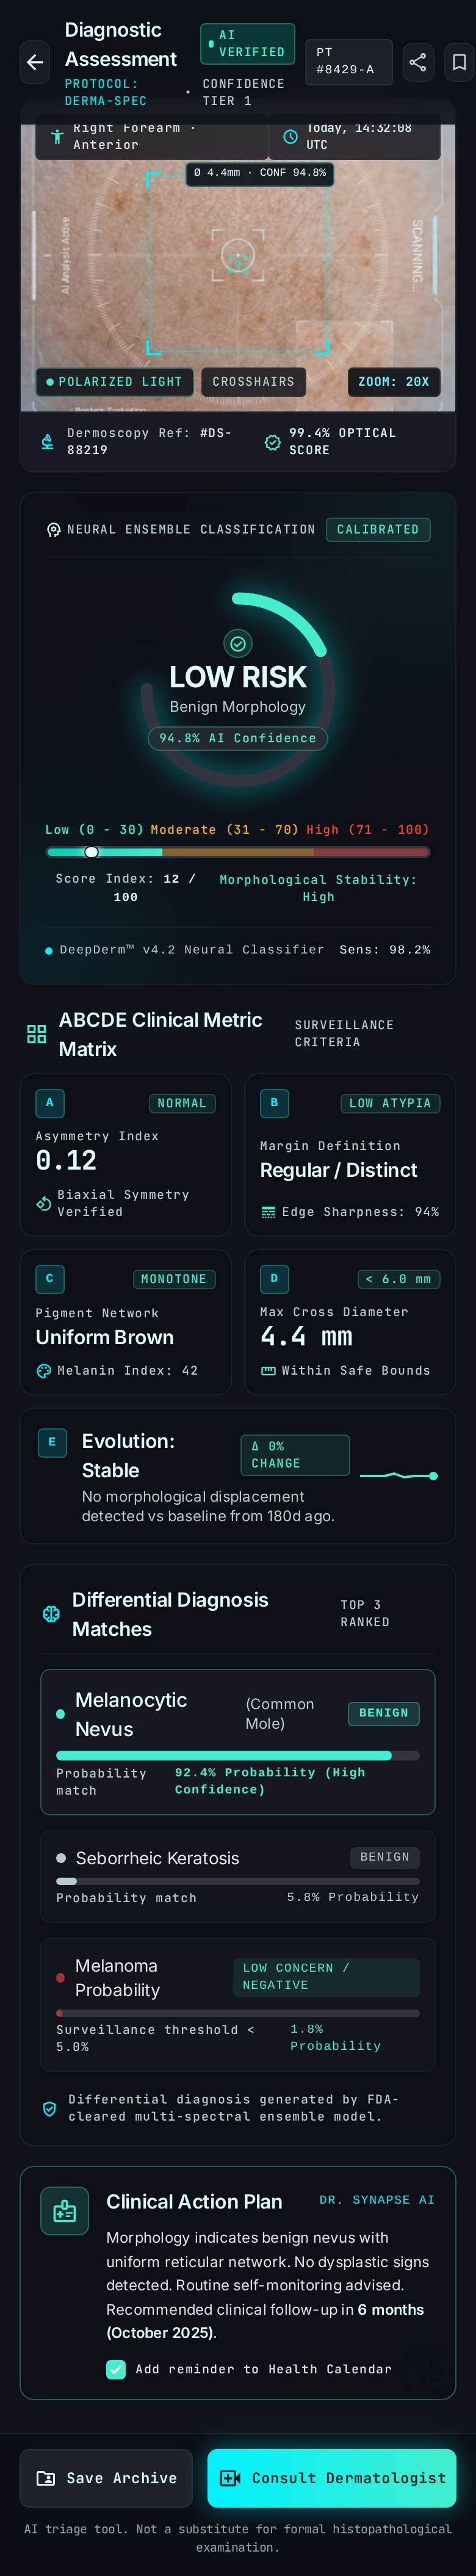 Diagnostic
Assessment
AI
VERIFIED
PT
#8429-A
PROTOCOL:
DERMA-SPEC
•
CONFIDENCE
TIER 1
Right Forearm ·
Anterior
Today, 14:32:08
UTC
Ø 4.4mm · CONF 94.8%
AI Analysis Active
SCANNING...
POLARIZED LIGHT
CROSSHAIRS
ZOOM: 20X
Dermoscopy Ref: #DS-
88219
99.4% OPTICAL
SCORE
NEURAL ENSEMBLE CLASSIFICATION
CALIBRATED
LOW RISK
Benign Morphology
94.8% AI Confidence
Low (0 - 30) Moderate (31 - 70) High (71 - 100)
Score Index: 12 /
100
Morphological Stability:
High
DeepDerm™ v4.2 Neural Classifier
Sens: 98.2%
ABCDE Clinical Metric
Matrix
SURVEILLANCE
CRITERIA
A
NORMAL
Asymmetry Index
0.12
Biaxial Symmetry
Verified
B
LOW ATYPIA
Margin Definition
Regular / Distinct
Edge Sharpness: 94%
C
MONOTONE
Pigment Network
Uniform Brown
Melanin Index: 42
D
< 6.0 mm
Max Cross Diameter
4.4 mm
Within Safe Bounds
E
Evolution:
Stable
Δ 0%
CHANGE
No morphological displacement
detected vs baseline from 180d ago.
Differential Diagnosis
Matches
TOP 3
RANKED
Melanocytic
Nevus
(Common
Mole)
BENIGN
Probability
match
92.4% Probability (High
Confidence)
Seborrheic Keratosis
BENIGN
Probability match
5.8% Probability
Melanoma
Probability
LOW CONCERN /
NEGATIVE
Surveillance threshold <
5.0%
1.8%
Probability
Differential diagnosis generated by FDA-
cleared multi-spectral ensemble model.
Clinical Action Plan
DR. SYNAPSE AI
Morphology indicates benign nevus with
uniform reticular network. No dysplastic signs
detected. Routine self-monitoring advised.
Recommended clinical follow-up in 6 months
(October 2025).
Add reminder to Health Calendar
Save Archive
Consult Dermatologist
AI triage tool. Not a substitute for formal histopathological
examination.